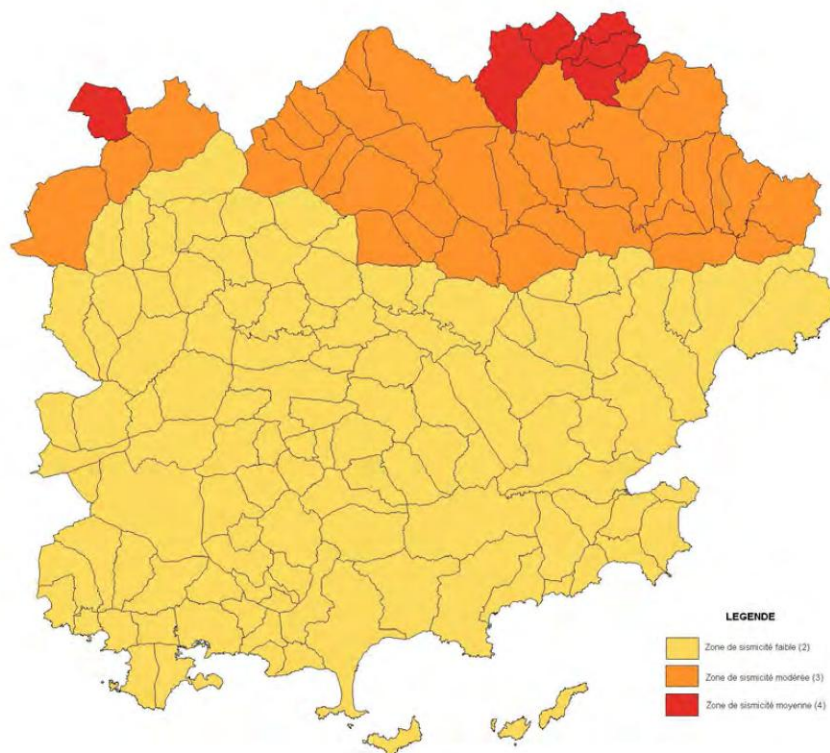 LEGENDE
Zone de sismicité faible (2)
Zone de sismicité modérée (3)
Zone de sismicité moyenne (4)